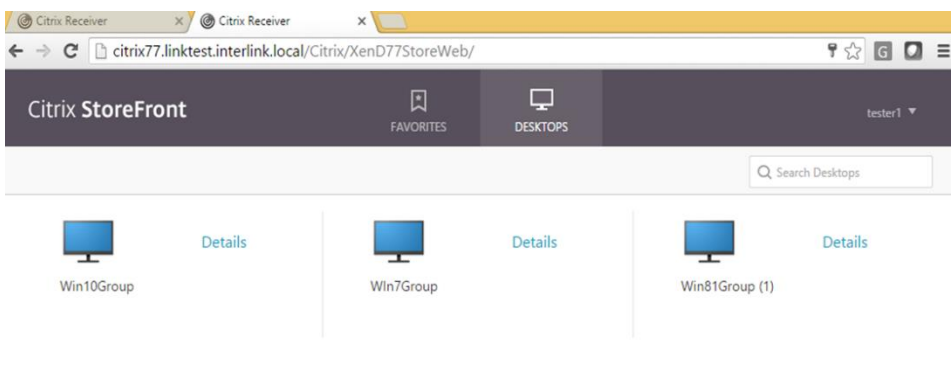 Citrix Receiver
Citrix Receiver
citrix77.linktest.interlink.local/Citrix/XenD77StoreWeb/
G
Citrix StoreFront
FAVORITES
DESKTOPS
tester1
Search Desktops
Details
Details
Details
Win10Group
WIn7Group
Win81Group (1)